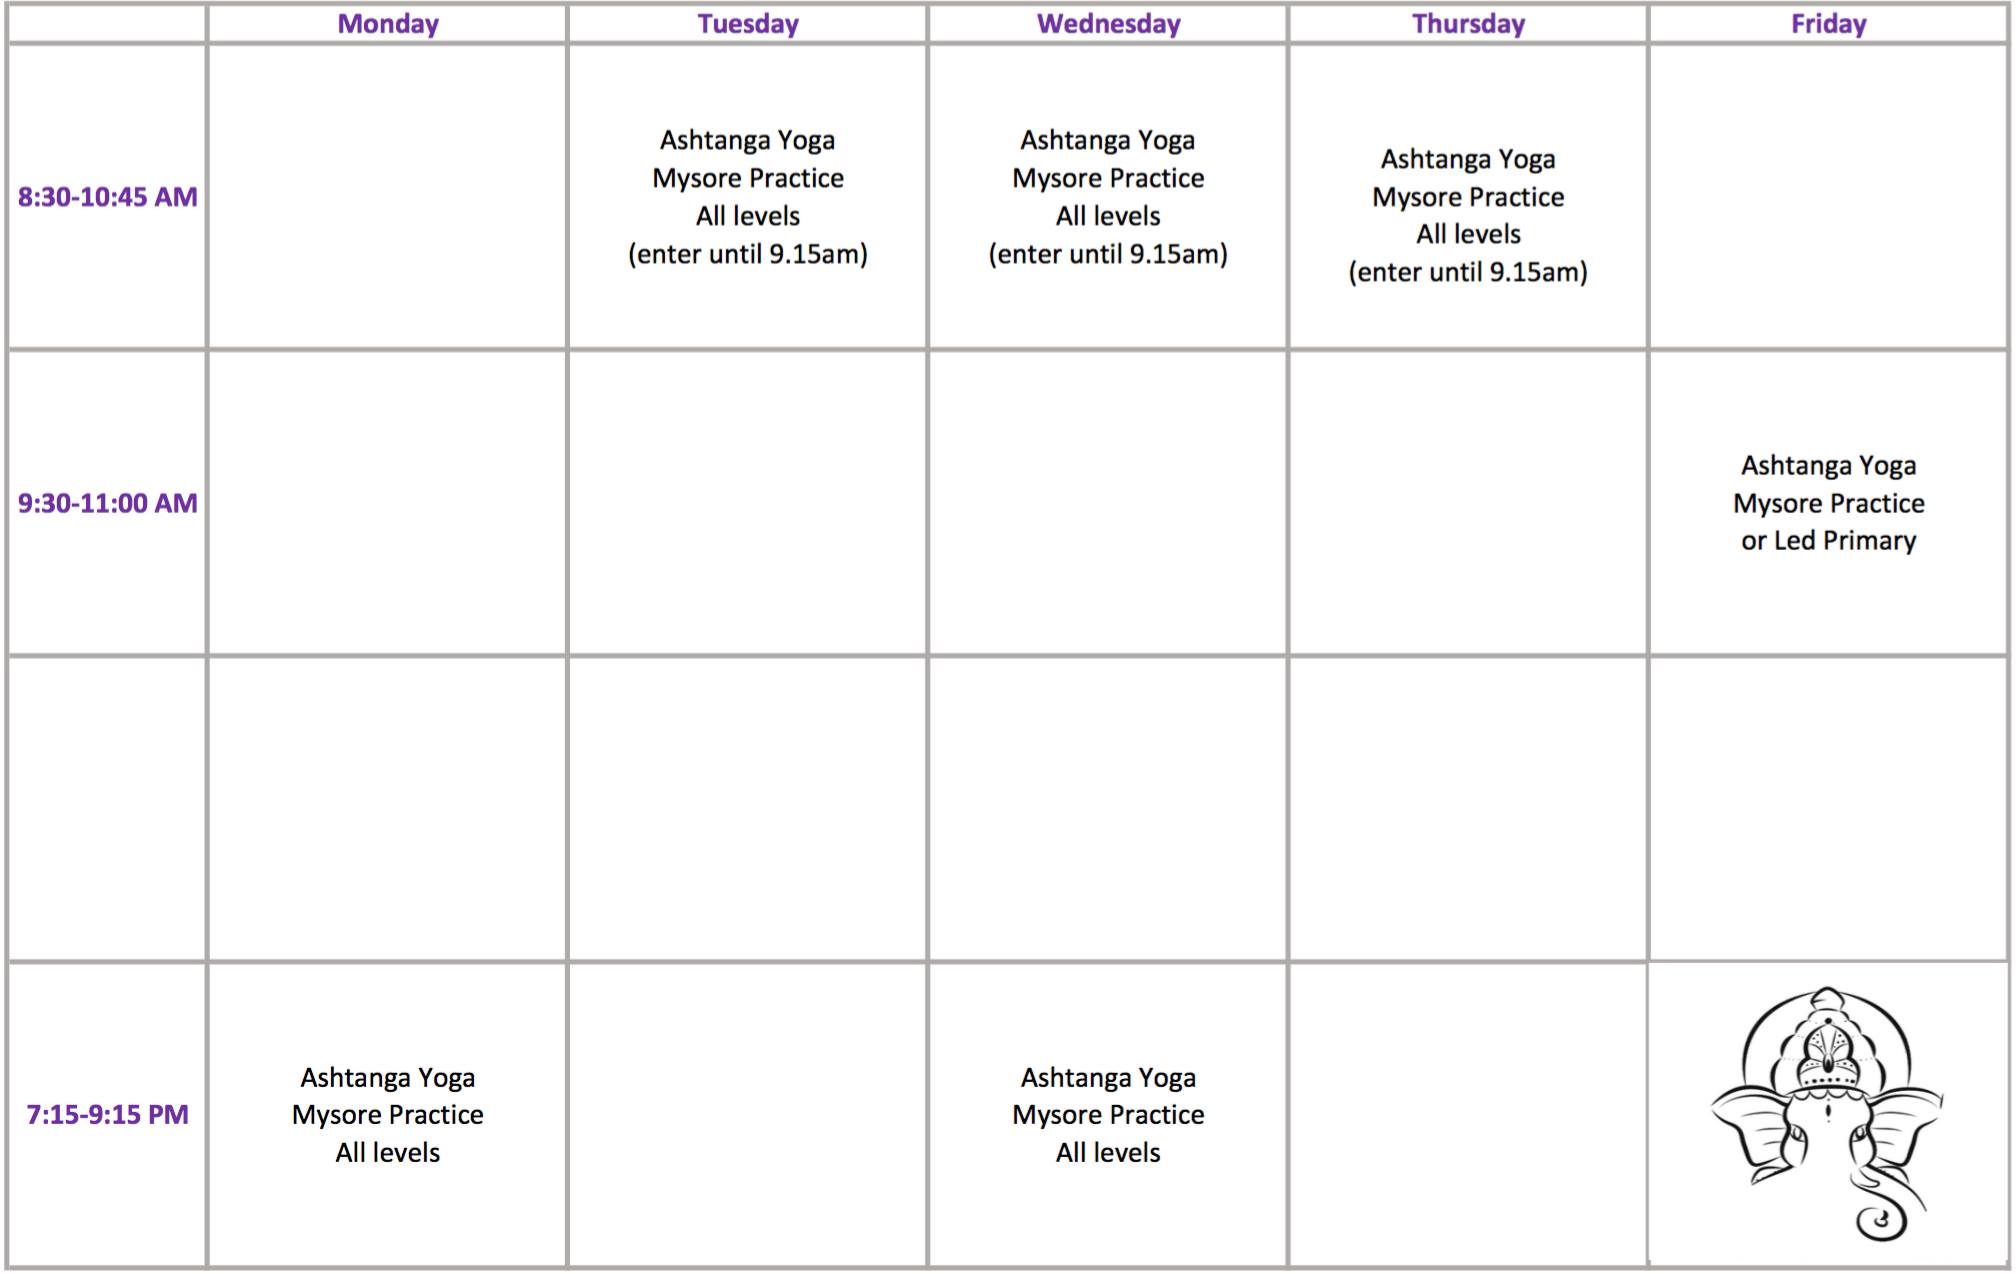 Monday Tuesday Wednesday Thursday Friday
8:30-10:45 AM
Ashtanga Yoga
Mysore Practice
All levels
(enter until 9.15am)
Ashtanga Yoga
Mysore Practice
All levels
(enter until 9.15am)
Ashtanga Yoga
Mysore Practice
All levels
(enter until 9.15am)
9:30-11:00 AM
Ashtanga Yoga
Mysore Practice
or Led Primary
7:15-9:15 PM
Ashtanga Yoga
Mysore Practice
All levels
Ashtanga Yoga
Mysore Practice
All levels